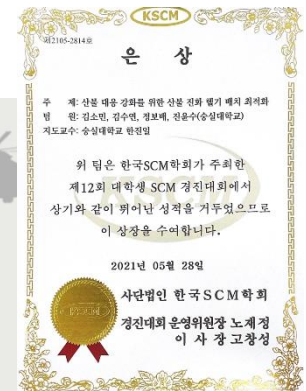 KSCM
제2105-2814호
은 상
주 제: 산불 대응 강화를 위한 산불 진화 헬기 배치 최적화
팀 원: 김소민, 김수연, 정보배, 진윤수(숭실대학교)
지도교수: 숭실대학교 한진일
위 팀은 한국SCM학회가 주최한
제12회 대학생 SCM 경진대회에서
상기와 같이 뛰어난 성적을 거두었으므로
이 상장을 수여합니다.
2021년 05월 28일
사단법인 한국SCM학회
경진대회 운영위원장 노재정
이 사 장 고창성